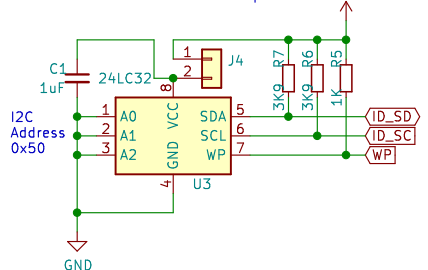 C1
1uF
24LC32
1
2
J4
R7
3K9
R6
3K9
R5
1K
8
VCC
I2C
Address
0x50
1 A0 SDA 5 ID_SD
2 A1 SCL 6 ID_SC
3 A2 WP 7 WP
GND
4
U3
GND